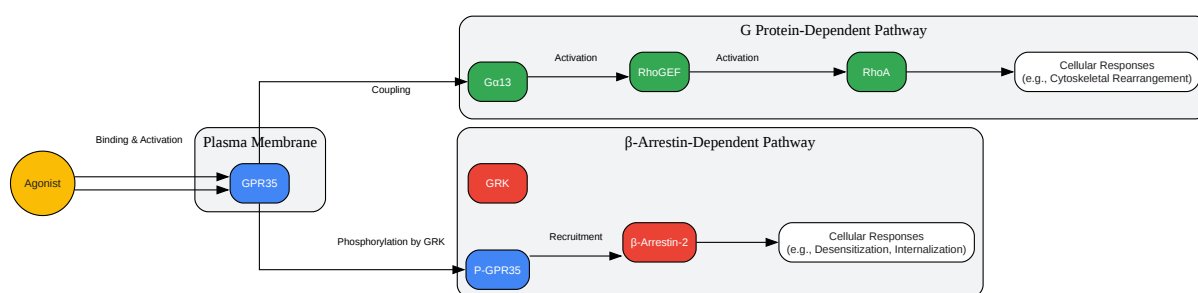 G Protein-Dependent Pathway
Gα13
Activation
RhoGEF
Activation
RhoA
Cellular Responses
(e.g., Cytoskeletal Rearrangement)
Coupling
Binding & Activation
Plasma Membrane
Agonist
GPR35
β-Arrestin-Dependent Pathway
GRK
Phosphorylation by GRK
P-GPR35
Recruitment
β-Arrestin-2
Cellular Responses
(e.g., Desensitization, Internalization)